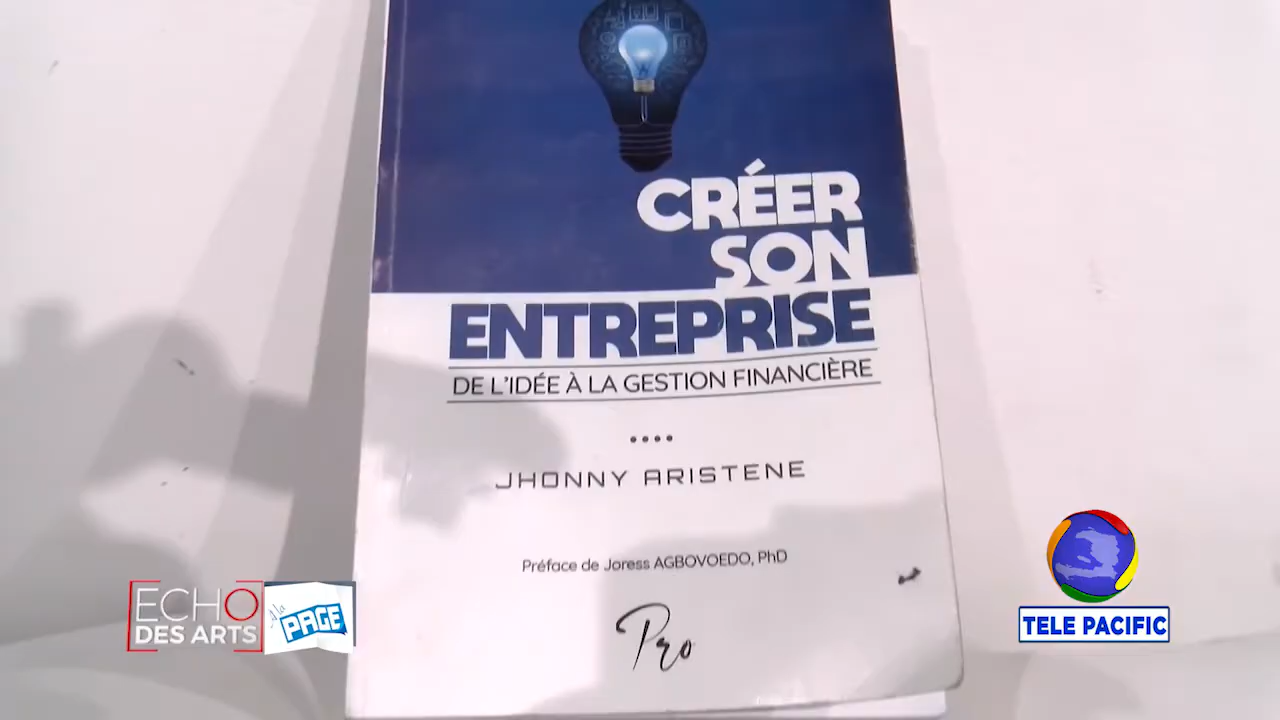 CRÉER
SON
ENTREPRISE
DE L'IDÉE À LA GESTION FINANCIÈRE
JHONNY ARISTENE
Préface de Joress AGBOVOEDO, PhD
Pro
ECHO
DES ARTS
A la
PAGE
TELE PACIFIC